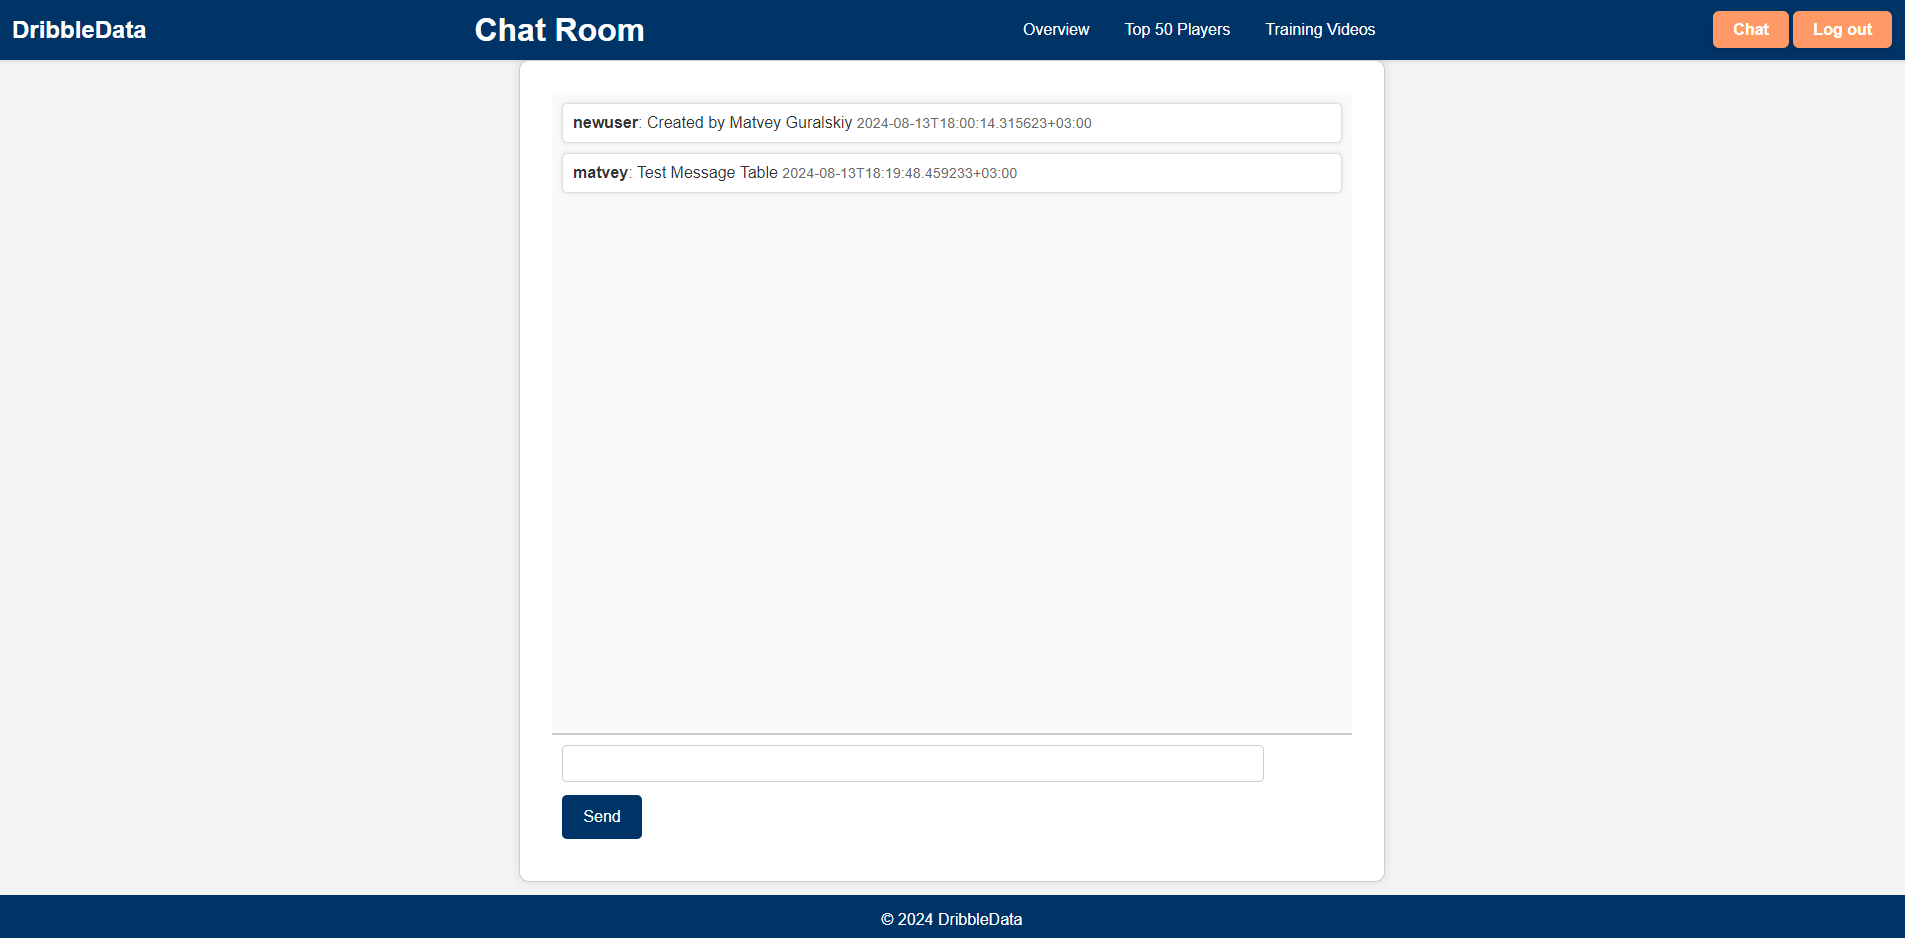 DribbleData
Chat Room
Overview
Top 50 Players
Training Videos
Chat
Log out
newuser: Created by Matvey Guralskiy 2024-08-13T18:00:14.315623+03:00
matvey: Test Message Table 2024-08-13T18:19:48.459233+03:00
Send
© 2024 DribbleData